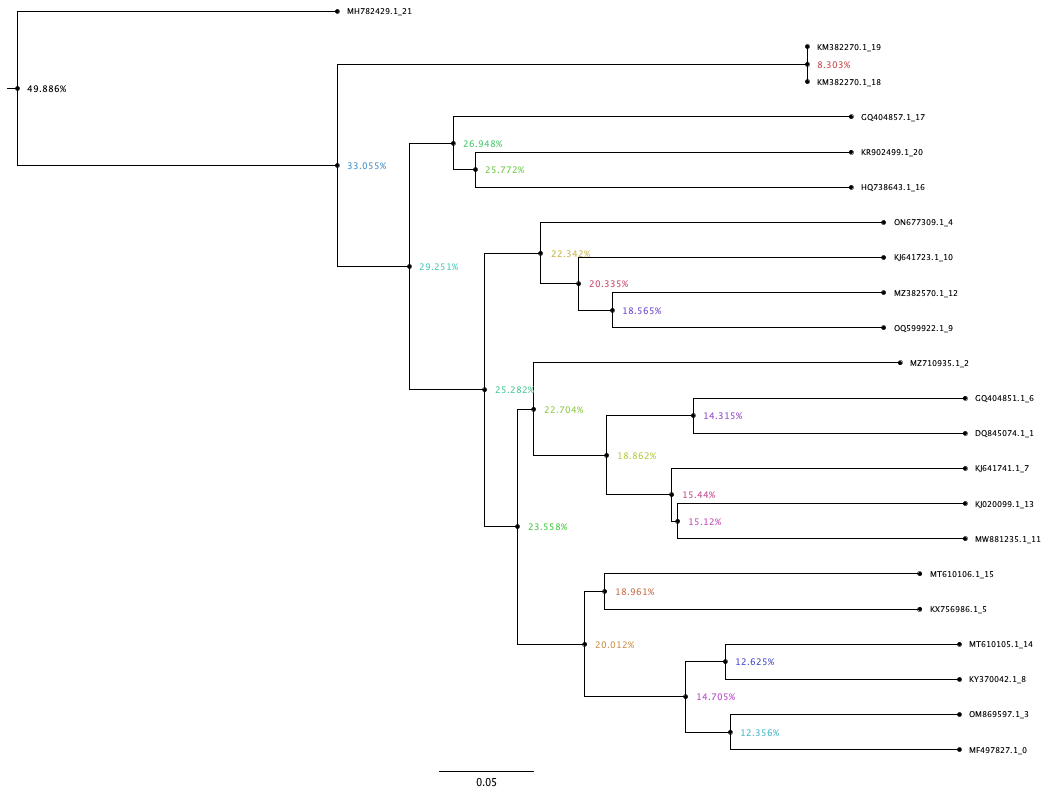 MH782429.1_21
KM382270.1_19
8.303%
KM382270.1_18
49.886%
GQ404857.1_17
26.948%
KR902499.1_20
33.055%
25.772%
HQ738643.1_16
ON677309.1_4
22.342%
KJ641723.1_10
29.251%
20.335%
MZ382570.1_12
18.565%
OQ599922.1_9
MZ710935.1_2
25.282%
GQ404851.1_6
22.704%
14.315%
DQ845074.1_1
18.862%
KJ641741.1_7
15.44%
KJ020099.1_13
15.12%
23.558%
MW881235.1_11
MT610106.1_15
18.961%
KX756986.1_5
20.012%
MT610105.1_14
12.625%
KY370042.1_8
14.705%
OM869597.1_3
12.356%
MF497827.1_0
0.05